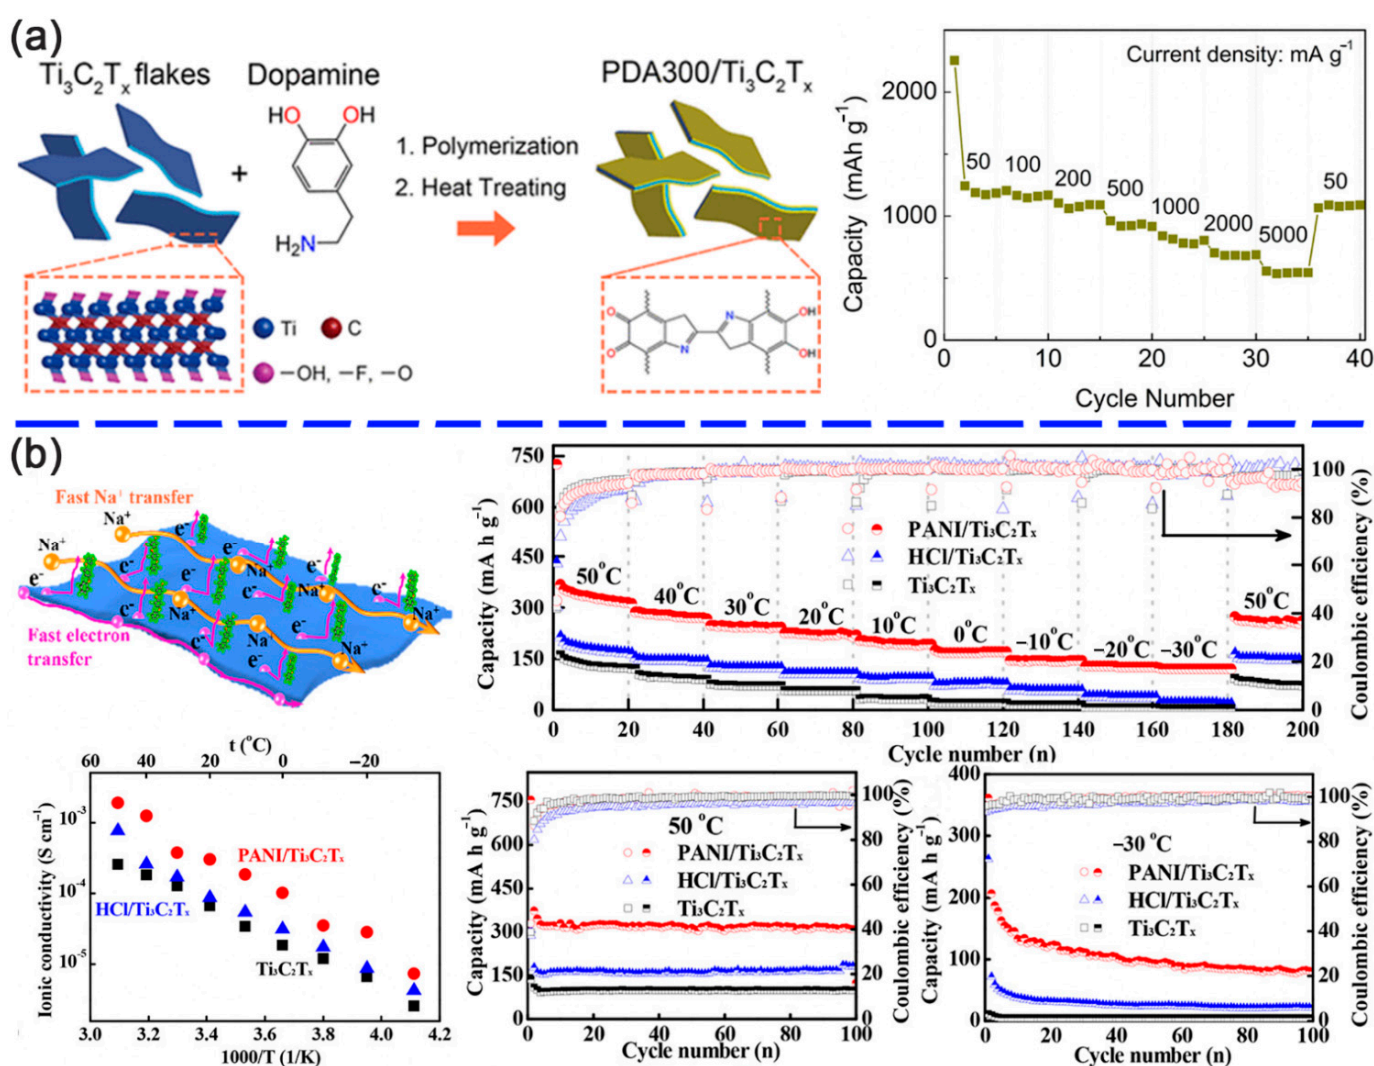 (a)
Ti₃C₂Tₓ flakes
Dopamine
PDA300/Ti₃C₂Tₓ
HO
OH
+
1. Polymerization
2. Heat Treating
H₂N
Ti
C
−OH, −F, −O
O
O
N
N
OH
OH
Current density: mA g⁻¹
Capacity (mAh g⁻¹)
2000
1000
0
50
100
200
500
1000
2000
5000
50
0 10 20 30 40
Cycle Number
(b)
Fast Na⁺ transfer
Na⁺
Na⁺
e⁻
e⁻
e⁻
e⁻
e⁻
Na⁺
e⁻
e⁻
Na⁺
e⁻
Na⁺
e⁻
Na
e⁻
Na⁺
e⁻
Na⁺
Fast electron
transfer
750
600
450
300
150
0
Capacity (mA h g⁻¹)
PANI/Ti₃C₂Tₓ
HCl/Ti₃C₂Tₓ
Ti₃C₂Tₓ
50°C
40°C
30°C
20°C
10°C
0°C
−10°C
−20°C
−30°C
50°C
100
80
60
40
20
0
Coulombic efficiency (%)
0 20 40 60 80 100 120 140 160 180 200
Cycle number (n)
t (°C)
60 40 20 0 −20
Ionic conductivity (S cm⁻¹)
10⁻³
10⁻⁴
10⁻⁵
PANI/Ti₃C₂Tₓ
HCl/Ti₃C₂Tₓ
Ti₃C₂Tₓ
3.0 3.2 3.4 3.6 3.8 4.0 4.2
1000/T (1/K)
750
600
450
300
150
0
Capacity (mA h g⁻¹)
50 °C
PANI/Ti₃C₂Tₓ
HCl/Ti₃C₂Tₓ
Ti₃C₂Tₓ
100
80
60
40
20
0
Coulombic efficiency (%)
0 20 40 60 80 100
Cycle number (n)
400
300
200
100
0
Capacity (mA h g⁻¹)
−30 °C
PANI/Ti₃C₂Tₓ
HCl/Ti₃C₂Tₓ
Ti₃C₂Tₓ
100
80
60
40
20
0
Coulombic efficiency (%)
0 20 40 60 80 100
Cycle number (n)